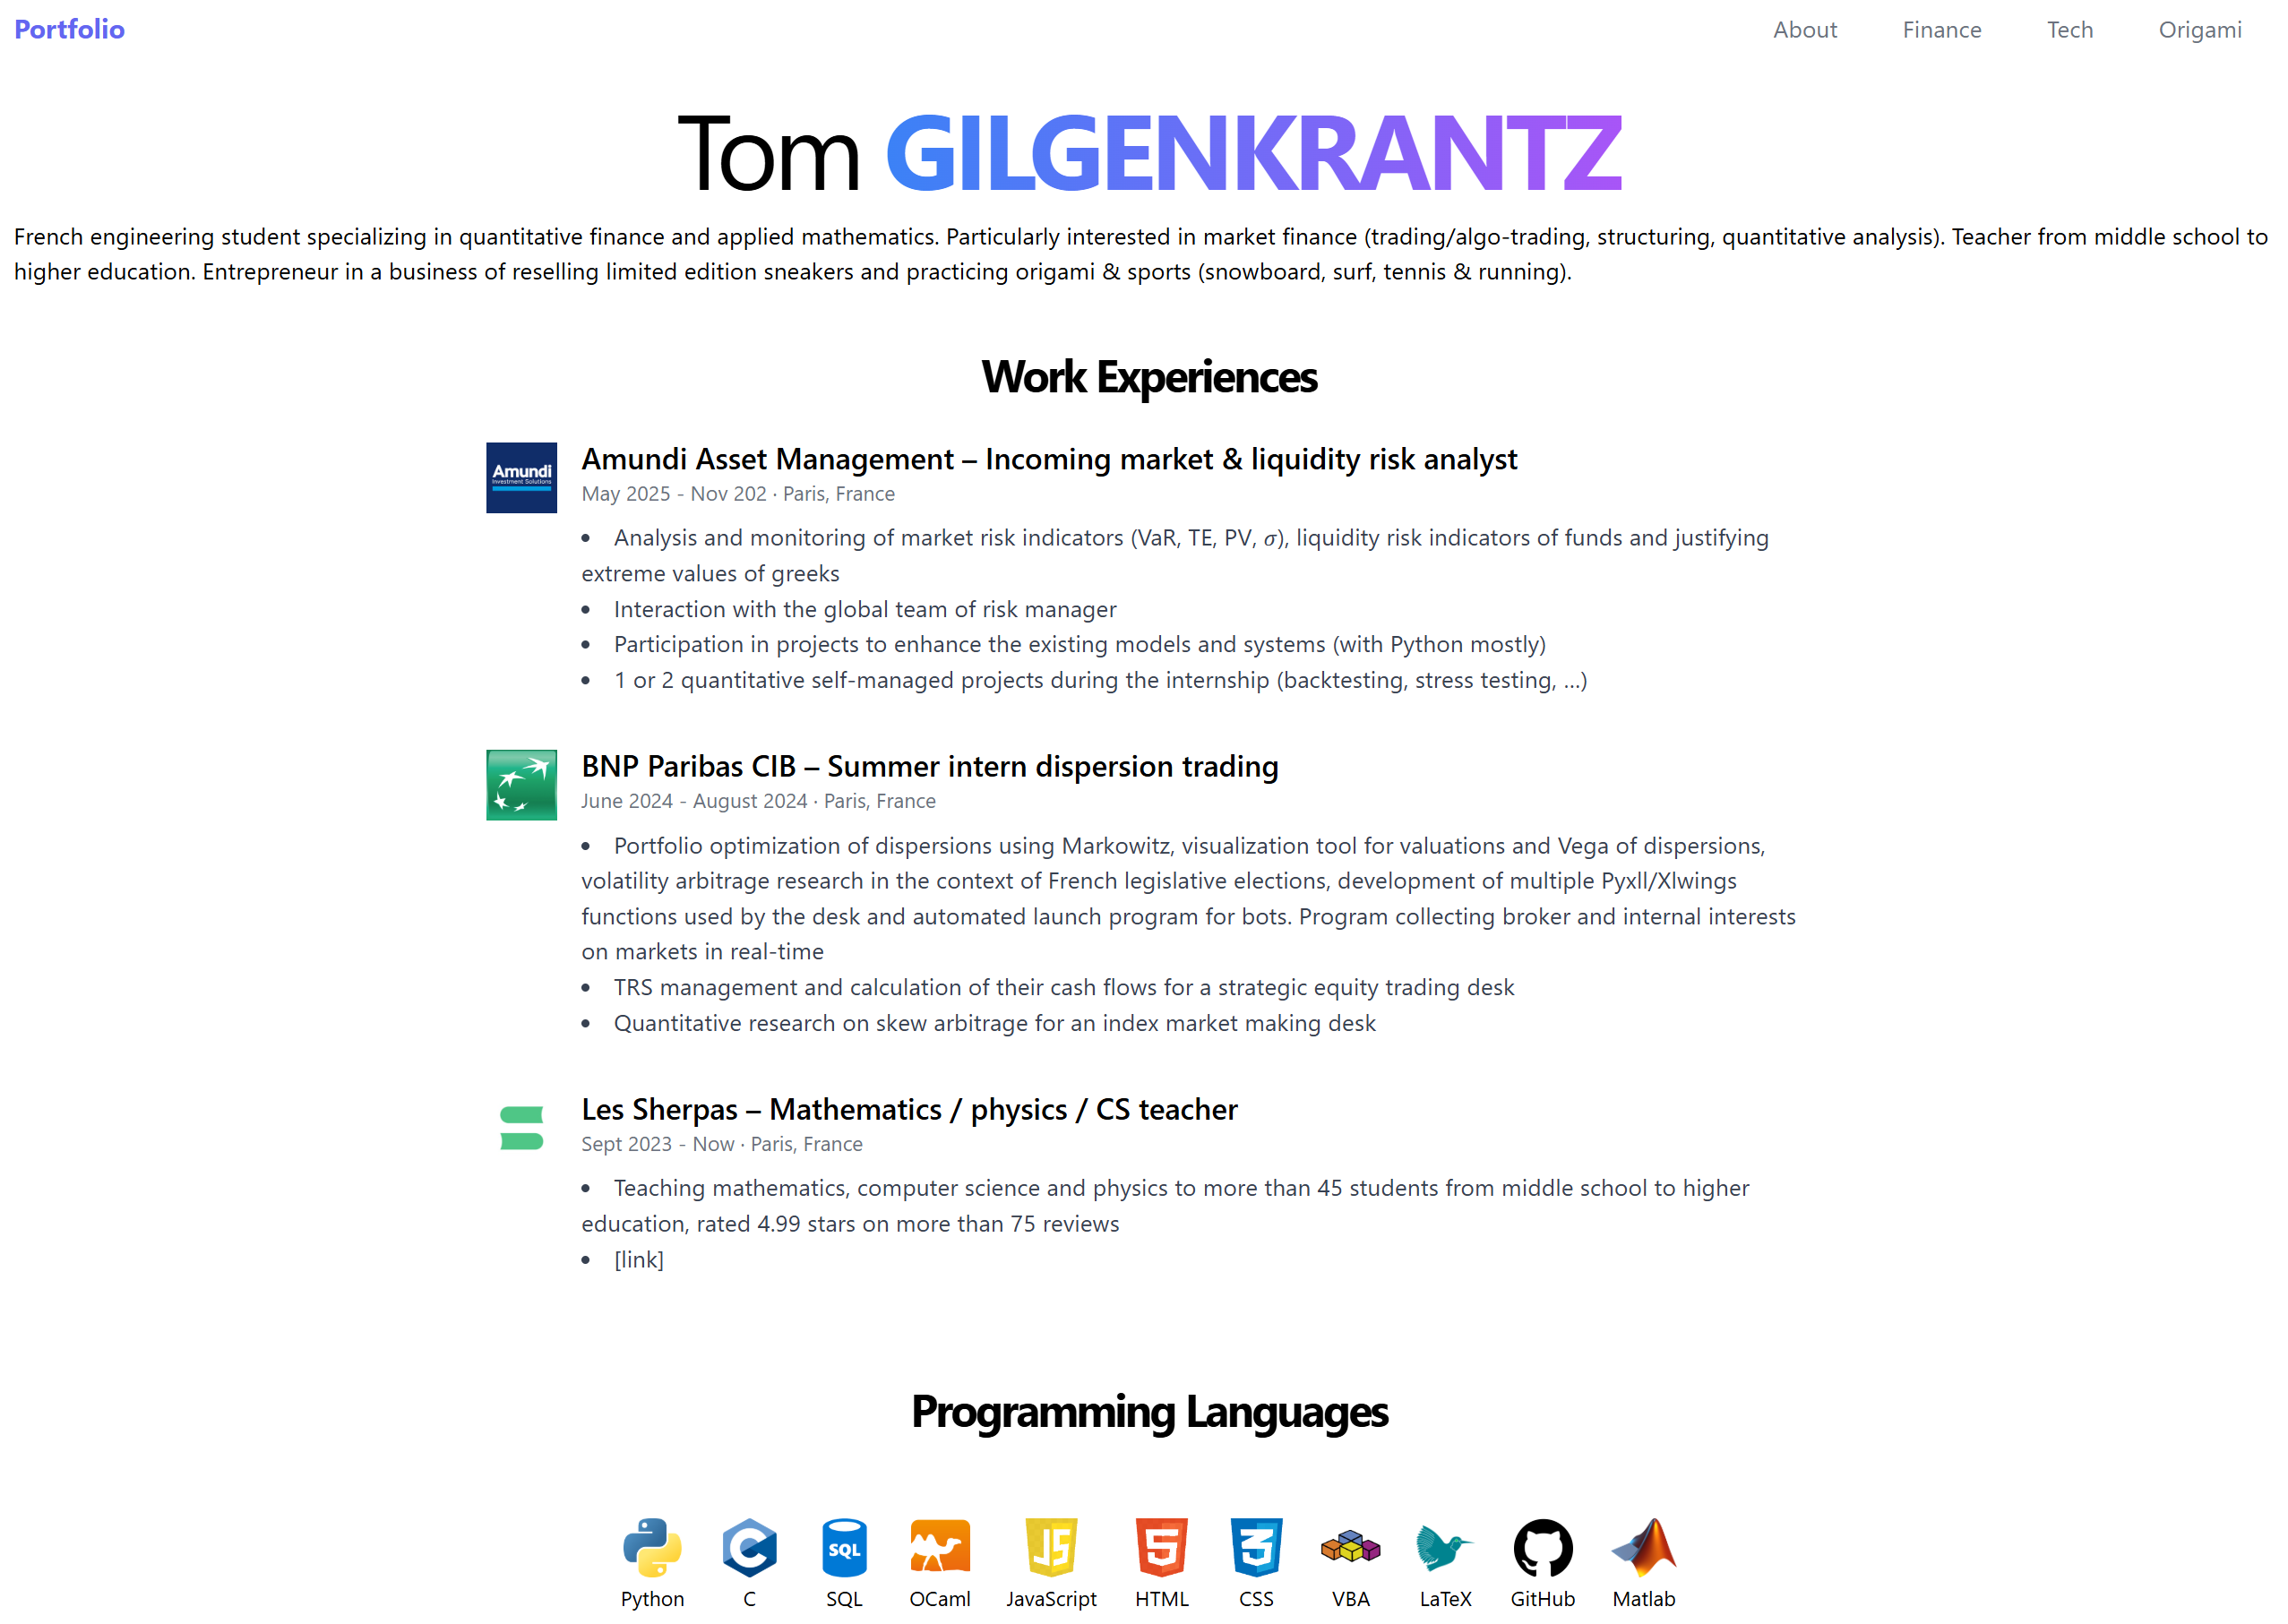 Portfolio
About Finance Tech Origami
Tom GILGENKRANTZ
French engineering student specializing in quantitative finance and applied mathematics. Particularly interested in market finance (trading/algo-trading, structuring, quantitative analysis). Teacher from middle school to
higher education. Entrepreneur in a business of reselling limited edition sneakers and practicing origami & sports (snowboard, surf, tennis & running).
Work Experiences
Amundi
Investment Solutions
Amundi Asset Management – Incoming market & liquidity risk analyst
May 2025 - Nov 202 · Paris, France
• Analysis and monitoring of market risk indicators (VaR, TE, PV, σ), liquidity risk indicators of funds and justifying
extreme values of greeks
• Interaction with the global team of risk manager
• Participation in projects to enhance the existing models and systems (with Python mostly)
• 1 or 2 quantitative self-managed projects during the internship (backtesting, stress testing, ...)
BNP Paribas CIB – Summer intern dispersion trading
June 2024 - August 2024 · Paris, France
• Portfolio optimization of dispersions using Markowitz, visualization tool for valuations and Vega of dispersions,
volatility arbitrage research in the context of French legislative elections, development of multiple Pyxll/Xlwings
functions used by the desk and automated launch program for bots. Program collecting broker and internal interests
on markets in real-time
• TRS management and calculation of their cash flows for a strategic equity trading desk
• Quantitative research on skew arbitrage for an index market making desk
Les Sherpas – Mathematics / physics / CS teacher
Sept 2023 - Now · Paris, France
• Teaching mathematics, computer science and physics to more than 45 students from middle school to higher
education, rated 4.99 stars on more than 75 reviews
• [link]
Programming Languages
C SQL JS 5 3
Python C SQL OCaml JavaScript HTML CSS VBA LaTeX GitHub Matlab